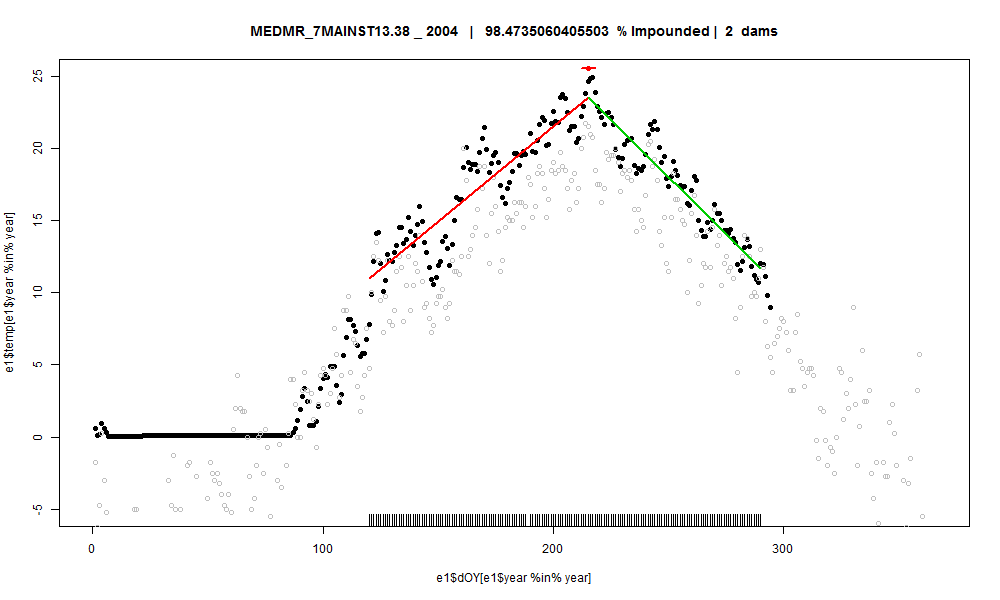 MEDMR_7MAINST13.38 _ 2004 | 98.4735060405503 % Impounded | 2 dams
e1$temp[e1$year %in% year]
25
20
15
10
5
0
-5
0 100 200 300
e1$dOY[e1$year %in% year]